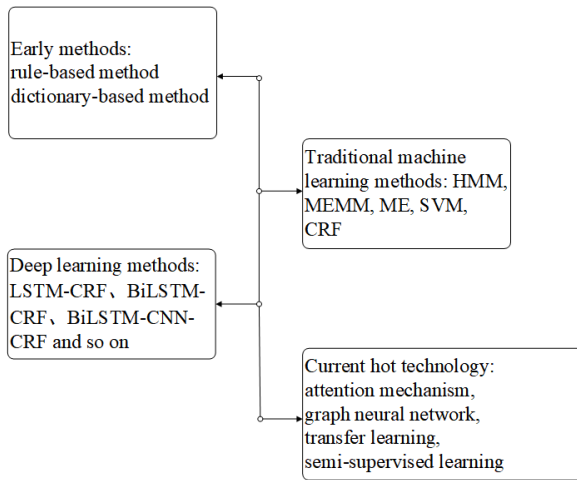 Early methods:
rule-based method
dictionary-based method
Traditional machine
learning methods: HMM,
MEMM, ME, SVM,
CRF
Deep learning methods:
LSTM-CRF、BiLSTM-
CRF、BiLSTM-CNN-
CRF and so on
Current hot technology:
attention mechanism,
graph neural network,
transfer learning,
semi-supervised learning